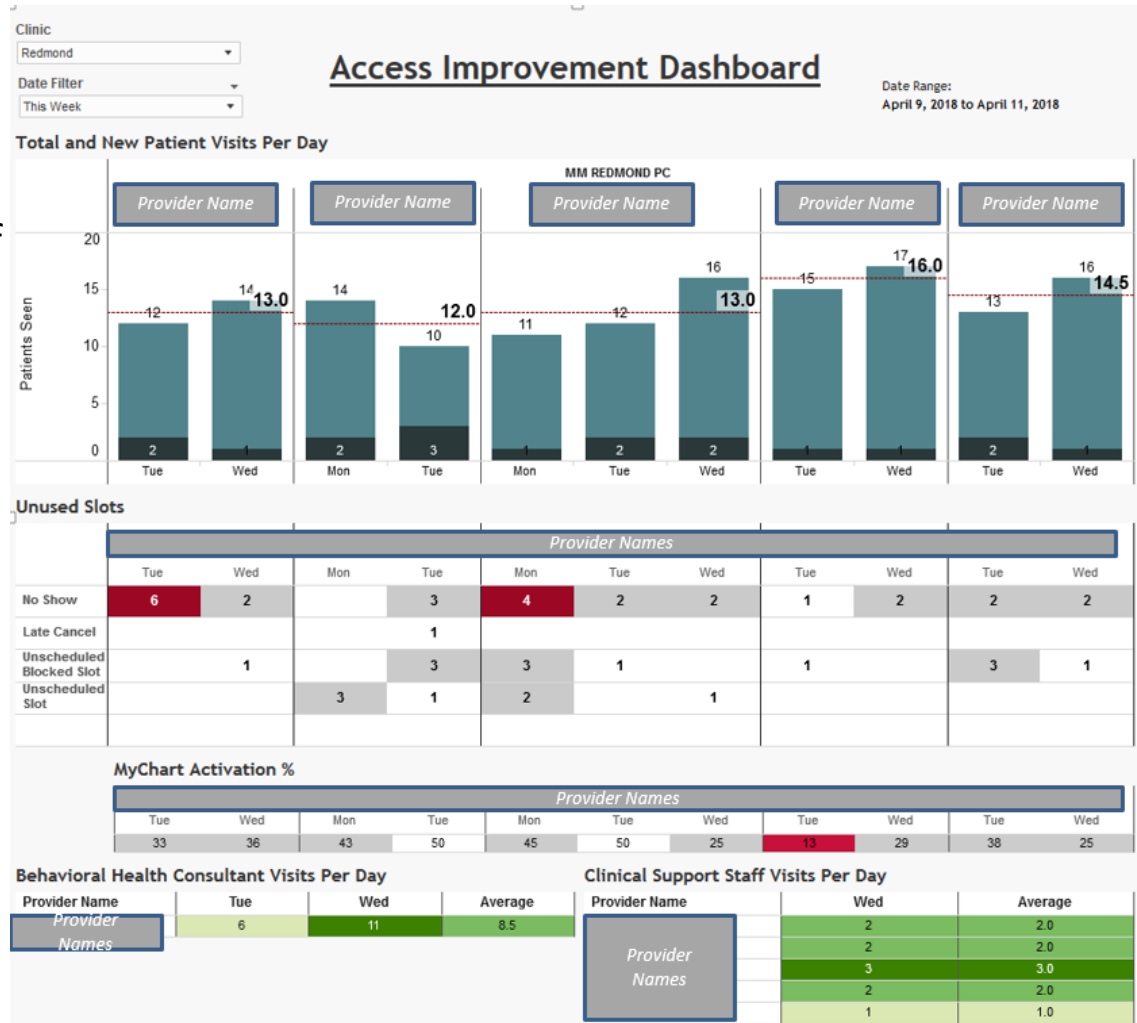 Clinic
Redmond
Access Improvement Dashboard
Date Filter
This Week
Date Range:
April 9, 2018 to April 11, 2018
Total and New Patient Visits Per Day
MM REDMOND PC
Provider Name Provider Name Provider Name Provider Name Provider Name
Patients Seen
20
15
10
5
0
12 14 13.0 14 10 12.0 11 12 16 13.0 15 17 16.0 13 16 14.5
2 1 2 3 1 2 2 1 1 2 1
Tue Wed Mon Tue Mon Tue Wed Tue Wed Tue Wed
Unused Slots
Provider Names
Tue Wed Mon Tue Mon Tue Wed Tue Wed Tue Wed
No Show 6 2 3 4 2 2 1 2 2 2
Late Cancel 1
Unscheduled
Blocked Slot 1 3 3 1 1 3 1
Unscheduled
Slot 3 1 2 1
MyChart Activation %
Provider Names
Tue Wed Mon Tue Mon Tue Wed Tue Wed Tue Wed
33 36 43 50 45 50 25 13 29 38 25
Behavioral Health Consultant Visits Per Day
Provider Name Tue Wed Average
Provider
Names
6 11 8.5
Clinical Support Staff Visits Per Day
Provider Name Wed Average
Provider
Names
2 2.0
2 2.0
3 3.0
2 2.0
1 1.0